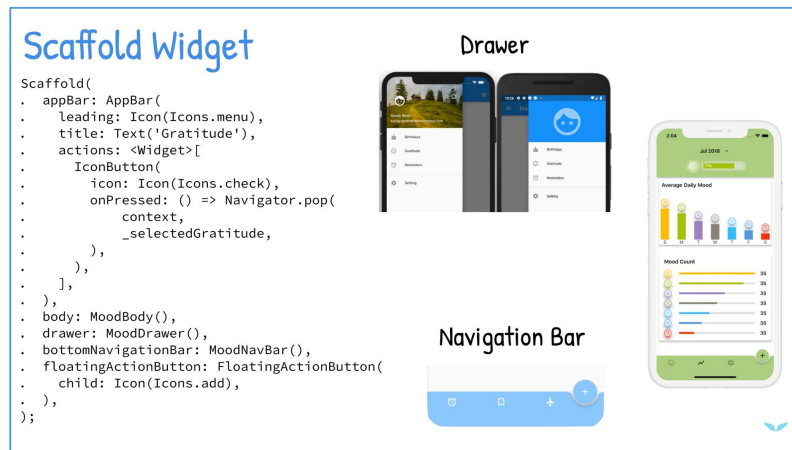 Scaffold Widget
Scaffold(
.  appBar: AppBar(
.    leading: Icon(Icons.menu),
.    title: Text('Gratitude'),
.    actions: <Widget>[
.      IconButton(
.        icon: Icon(Icons.check),
.        onPressed: () => Navigator.pop(
.            context,
.            _selectedGratitude,
.        ),
.      ),
.    ],
.  ),
.  body: MoodBody(),
.  drawer: MoodDrawer(),
.  bottomNavigationBar: MoodNavBar(),
.  floatingActionButton: FloatingActionButton(
.    child: Icon(Icons.add),
.  ),
);
Drawer
Birthdays
Gratitude
Reminders
Setting
Birthdays
Gratitude
Reminders
Setting
Navigation Bar
2:04
Jul 2018
Average Daily Mood
S M T W T F S
Mood Count
35
35
35
35
35
35
35